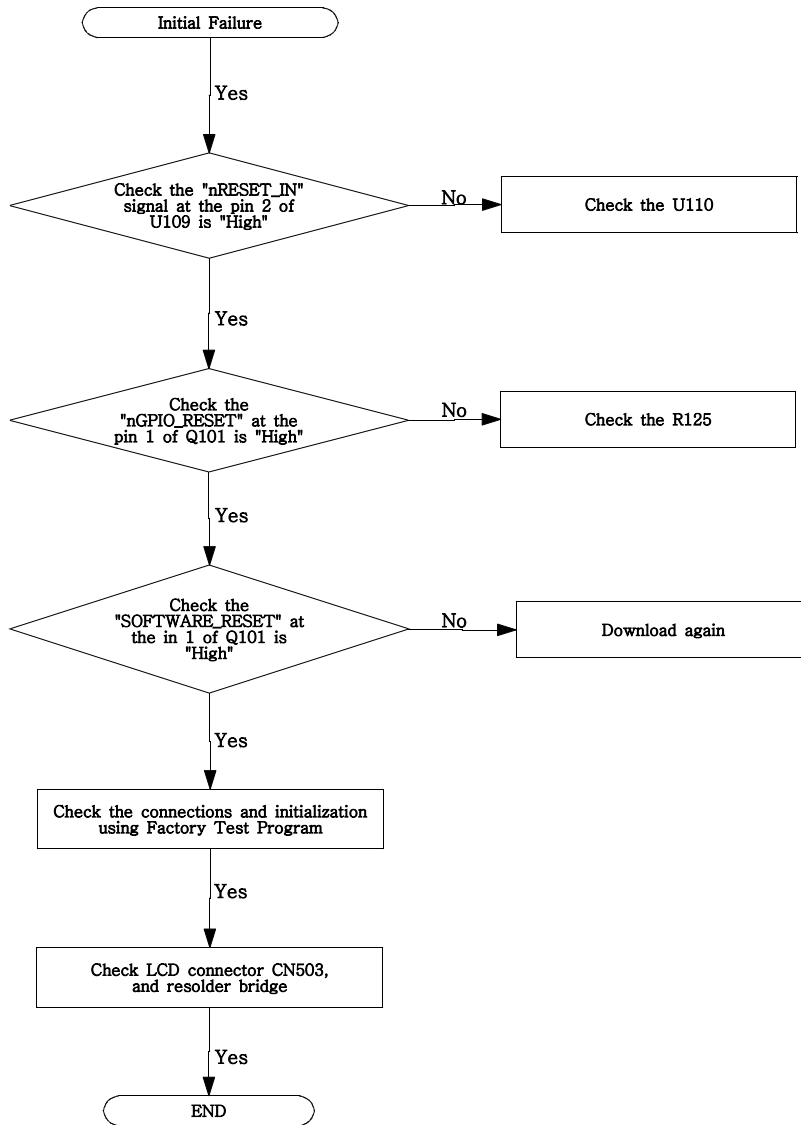 Initial Failure
Yes
Check the "nRESET_IN"
signal at the pin 2 of
U109 is "High"
No
Check the U110
Yes
Check the
"nGPIO_RESET" at the
pin 1 of Q101 is "High"
No
Check the R125
Yes
Check the
"SOFTWARE_RESET" at
the in 1 of Q101 is
"High"
No
Download again
Yes
Check the connections and initialization
using Factory Test Program
Yes
Check LCD connector CN503,
and resolder bridge
Yes
END